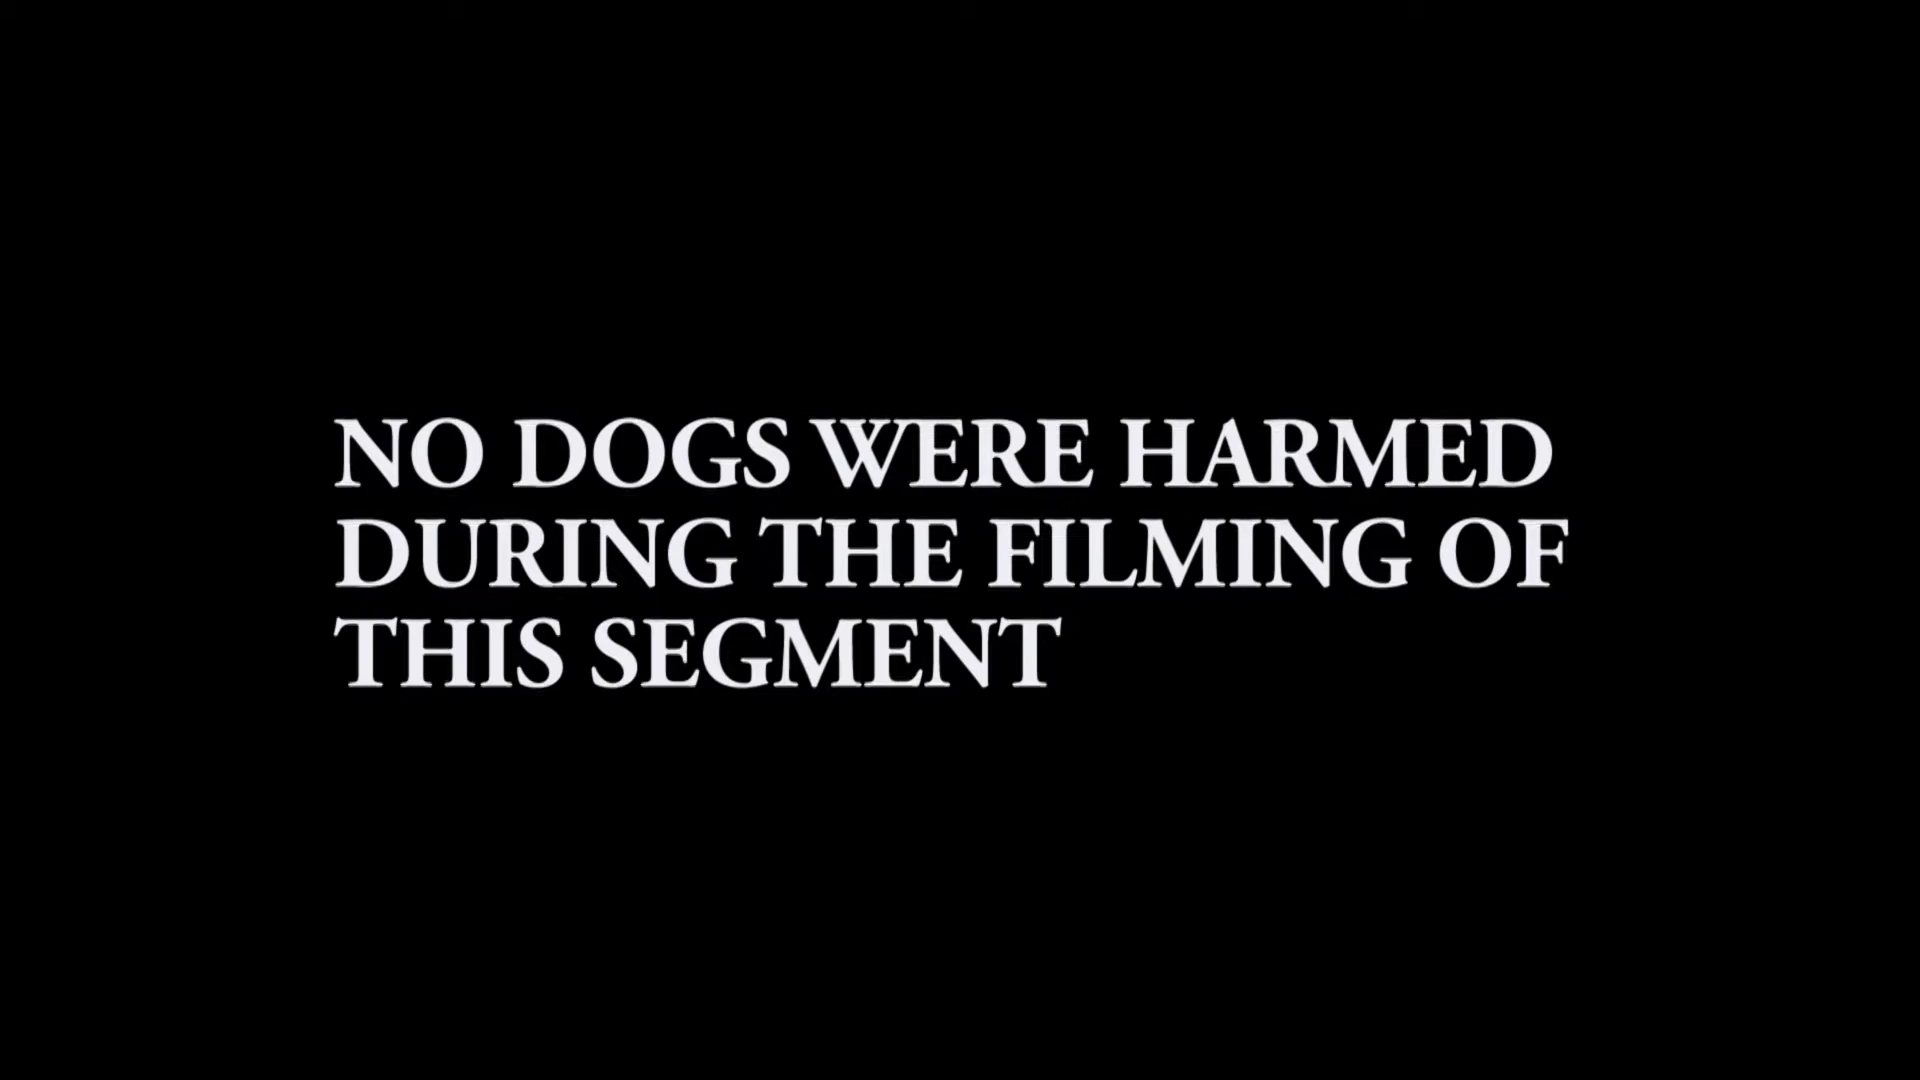 NO DOGS WERE HARMED
DURING THE FILMING OF
THIS SEGMENT